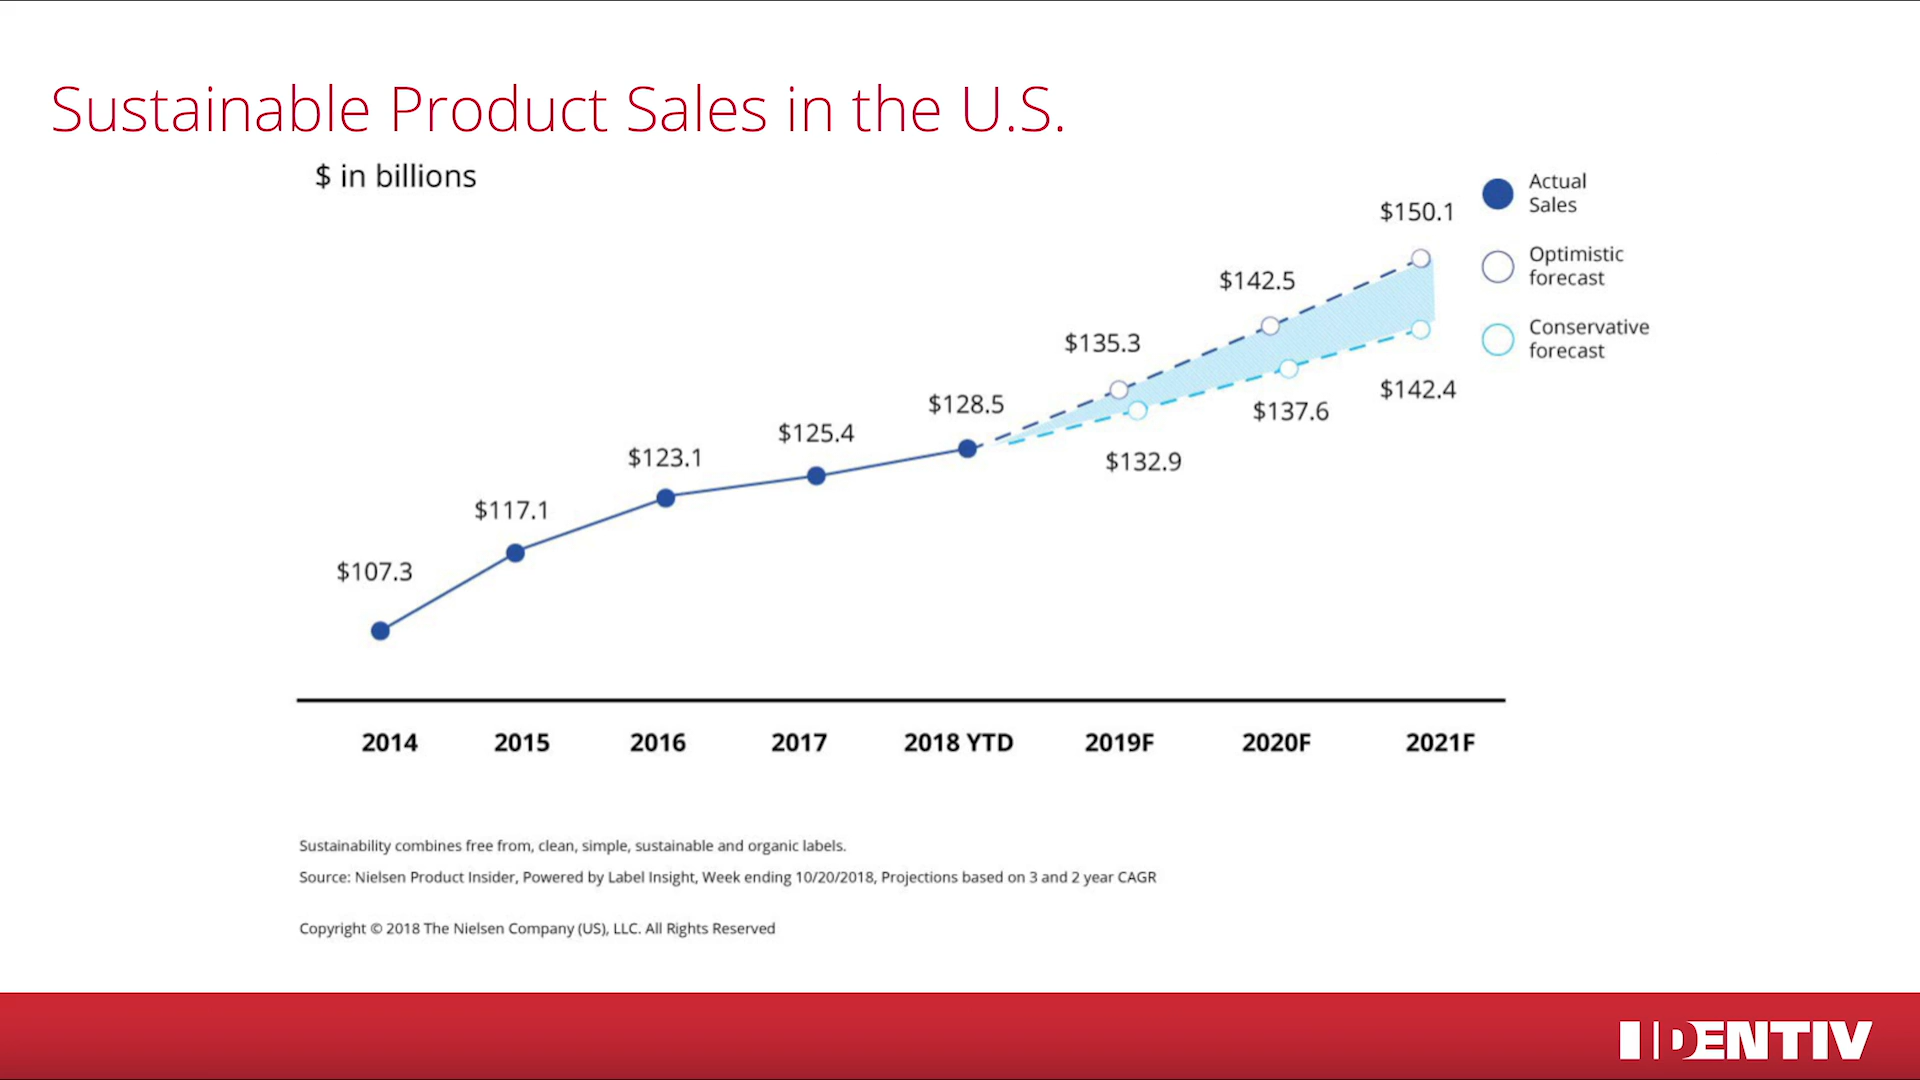 Sustainable Product Sales in the U.S.
$ in billions
Actual
Sales
Optimistic
forecast
Conservative
forecast
$107.3
$117.1
$123.1
$125.4
$128.5
$135.3
$142.5
$150.1
$132.9
$137.6
$142.4
2014 2015 2016 2017 2018 YTD 2019F 2020F 2021F
Sustainability combines free from, clean, simple, sustainable and organic labels.
Source: Nielsen Product Insider, Powered by Label Insight, Week ending 10/20/2018, Projections based on 3 and 2 year CAGR
Copyright © 2018 The Nielsen Company (US), LLC. All Rights Reserved
IDENTIV